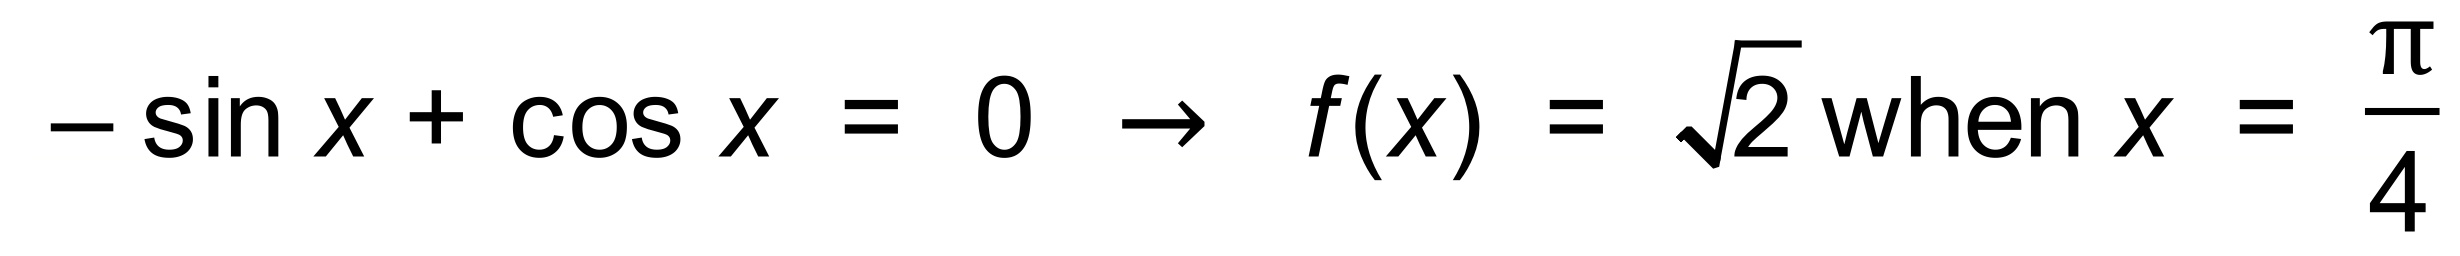 − sin x + cos x = 0 → f(x) = √2 when x = π/4